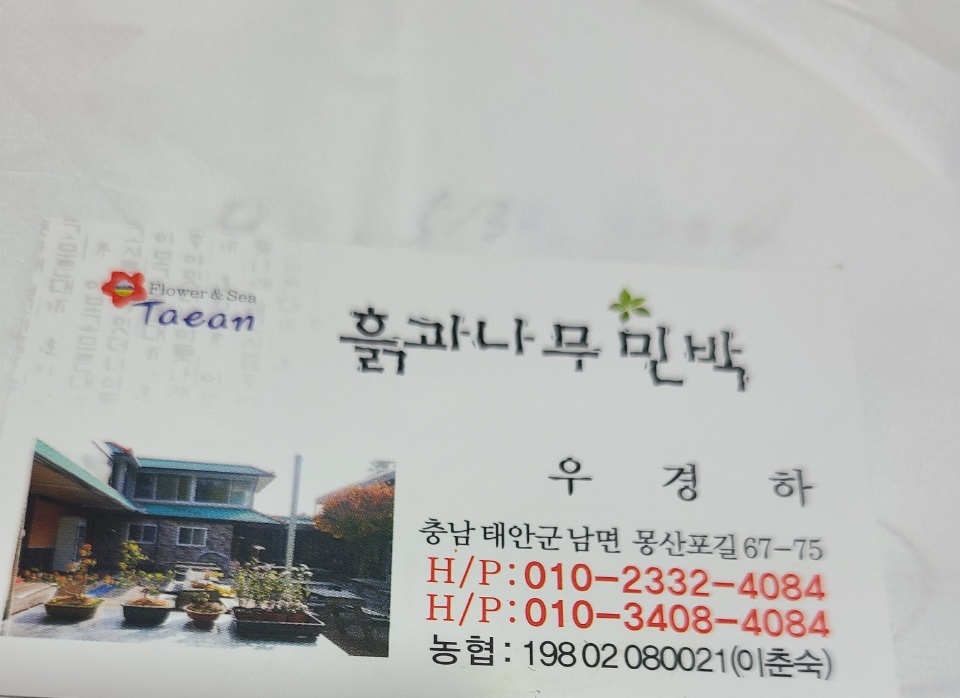 Flower & Sea
Taean
흙과나무민박
우 경 하
충남 태안군 남면 몽산포길 67-75
H/P:010-2332-4084
H/P:010-3408-4084
농협: 198 02 080021(이춘숙)